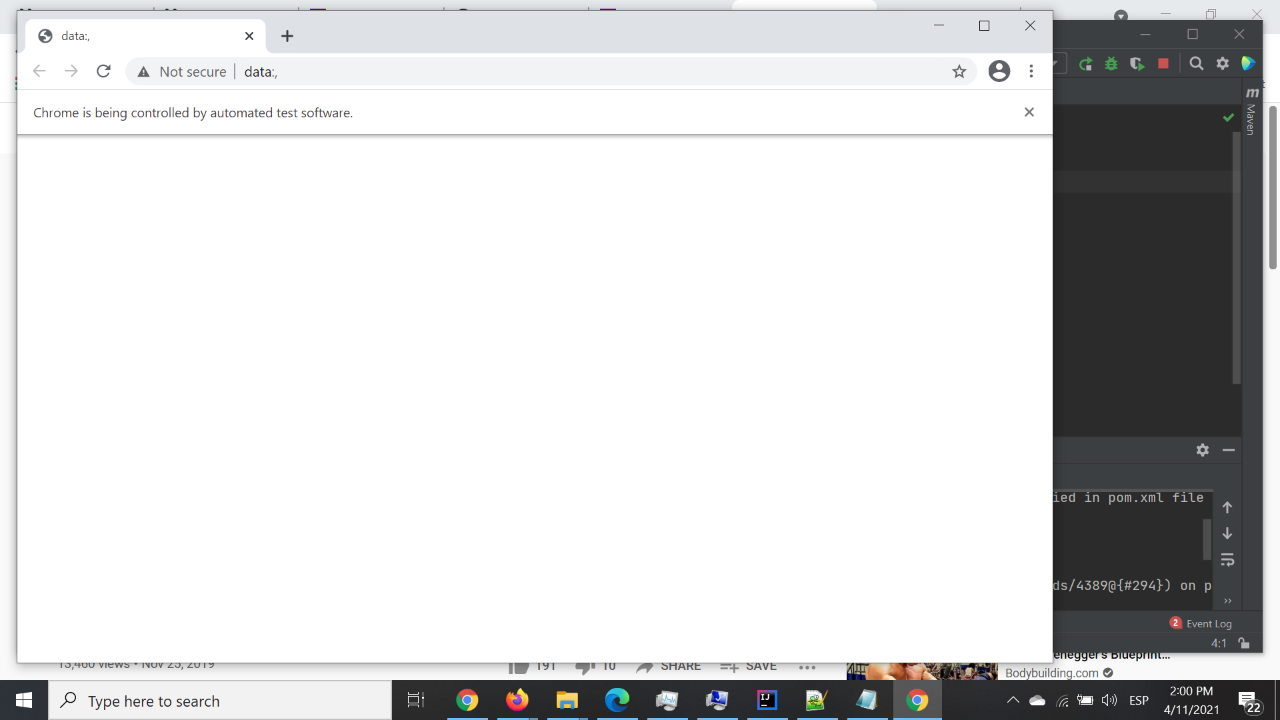 data:,
Not secure
data:,
Chrome is being controlled by automated test software.
m
Maven
ied in pom.xml file
ds/4389@{#294}) on p
2 Event Log
4:1
13,460 views • Nov 25, 2019
191
10
SHARE
SAVE
enegger's Blueprint...
Bodybuilding.com
Type here to search
IJ
ESP
2:00 PM
4/11/2021
22